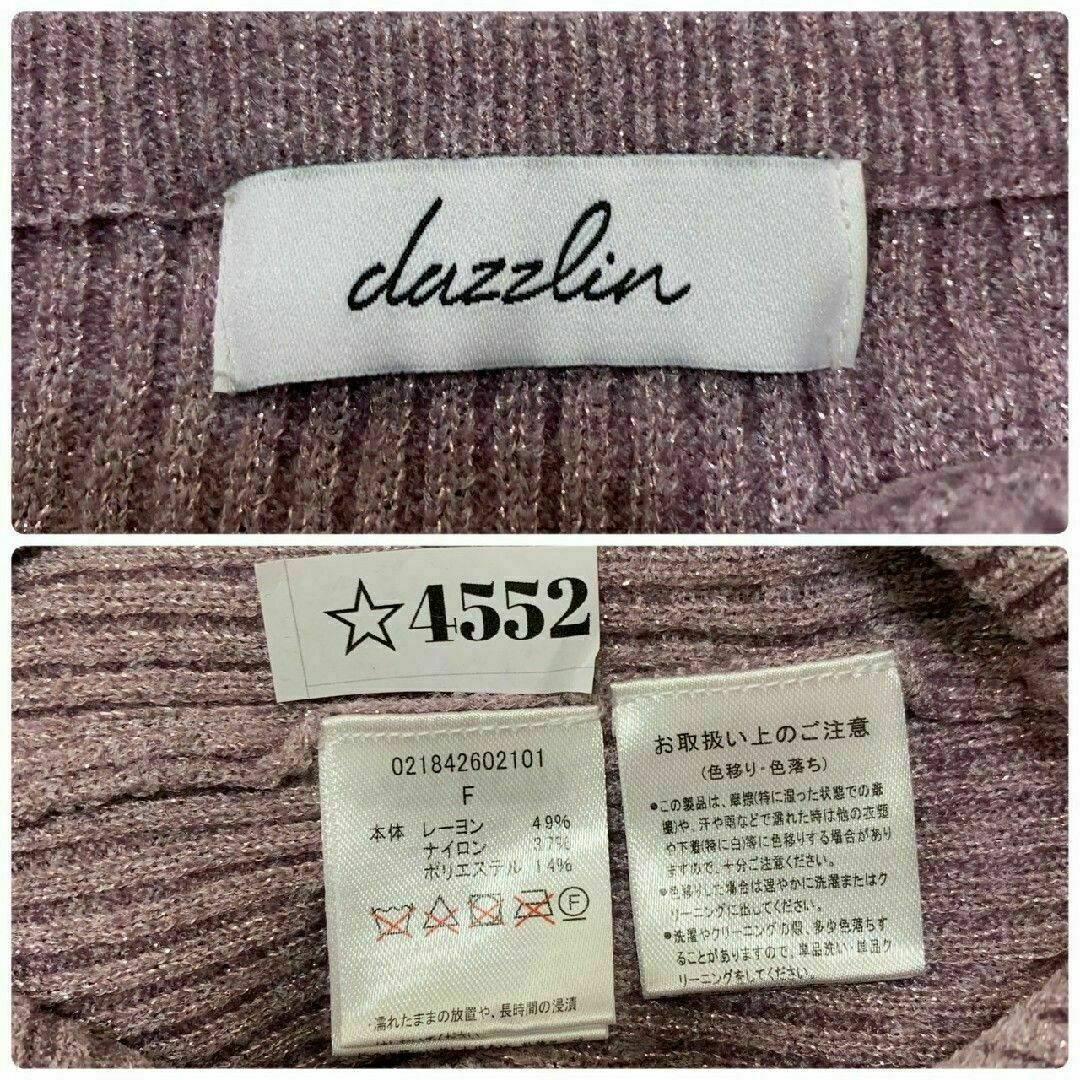 dazzlin
☆4552
021842602101
F
本体 レーヨン 49%
ナイロン 37%
ポリエステル 14%
F
・濡れたままの放置や、長時間の浸漬
お取扱い上のご注意
(色移り・色落ち)
●この製品は、摩擦(特に湿った状態での摩
擦)や、汗や雨などで濡れた時は他の衣類
や下着(特に白)等に色移りする場合があり
ますので、十分ご注意ください。
●色移りした場合は速やかに洗濯またはク
リーニングに出してください。
●洗濯やクリーニングの際、多少色落ちす
ることがありますので、単品洗い・単品ク
リーニングをしてください。